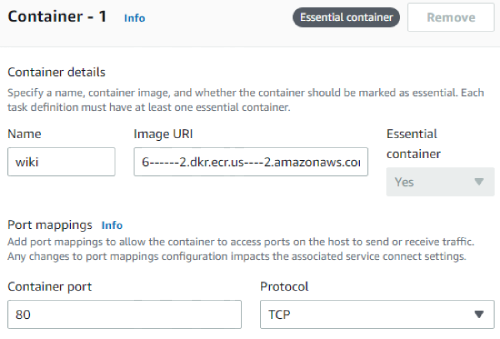 Container - 1 Info Essential container Remove
Container details
Specify a name, container image, and whether the container should be marked as essential. Each
task definition must have at least one essential container.
Name Image URI Essential
container
wiki 6------2.dkr.ecr.us----2.amazonaws.co
Yes
Port mappings Info
Add port mappings to allow the container to access ports on the host to send or receive traffic.
Any changes to port mappings configuration impacts the associated service connect settings.
Container port Protocol
80 TCP